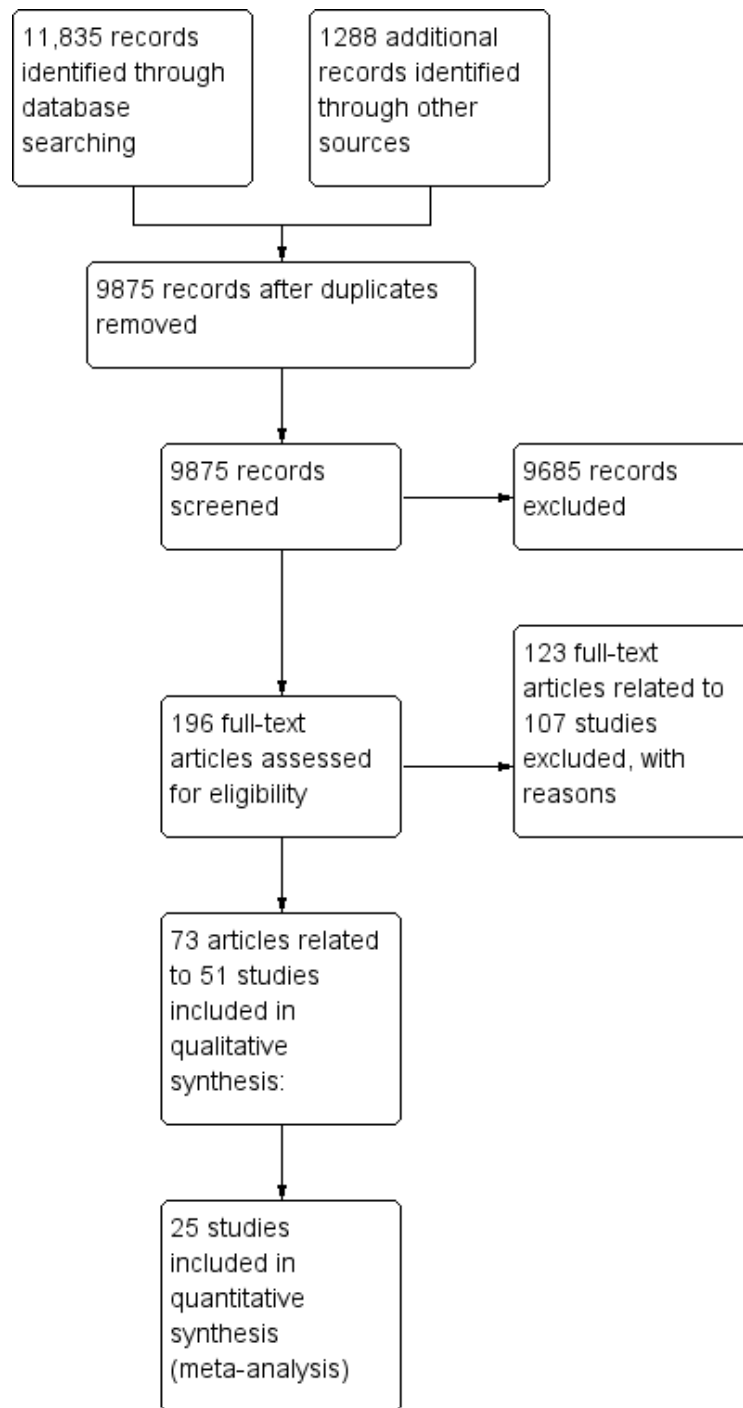 11,835 records
identified through
database
searching
1288 additional
records identified
through other
sources
9875 records after duplicates
removed
9875 records
screened
9685 records
excluded
196 full-text
articles assessed
for eligibility
123 full-text
articles related to
107 studies
excluded, with
reasons
73 articles related
to 51 studies
included in
qualitative
synthesis:
25 studies
included in
quantitative
synthesis
(meta-analysis)